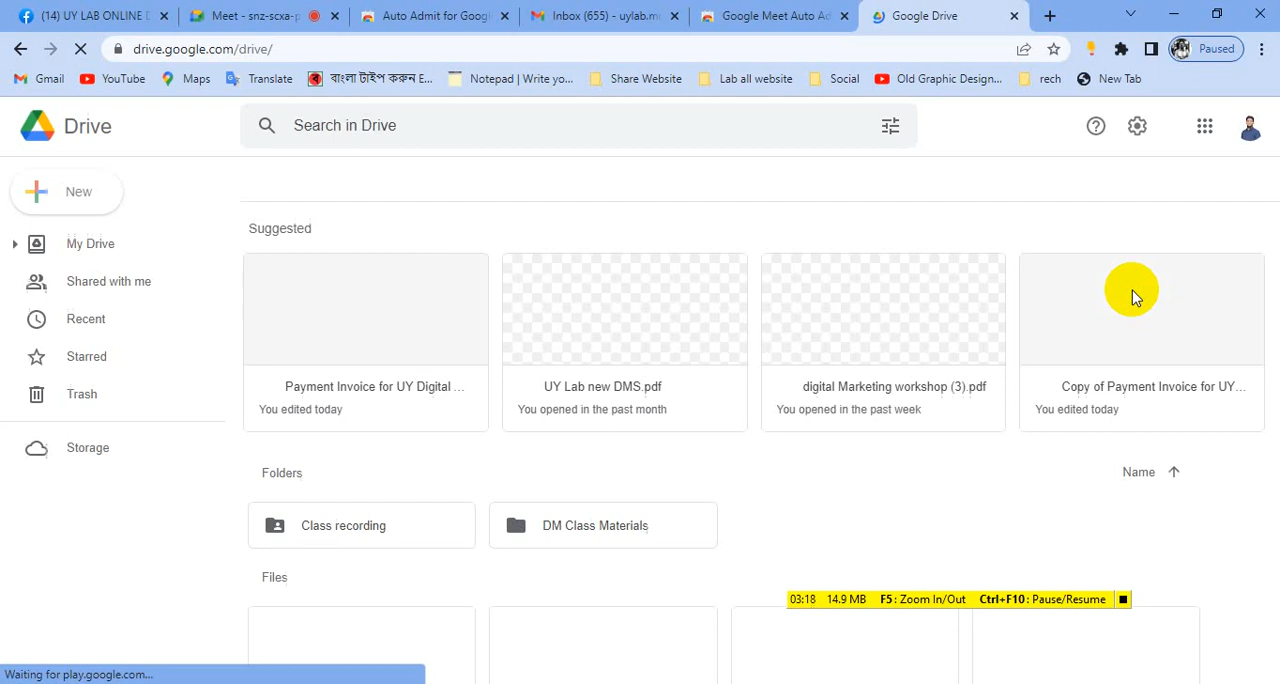 (14) UY LAB ONLINE D
Meet - snz-scxa-p
Auto Admit for Googl
Inbox (655) - uylab.mc
Google Meet Auto Ad
Google Drive
drive.google.com/drive/
Paused
Gmail
YouTube
Maps
Translate
বাংলা টাইপ করুন E...
Notepad | Write yo...
Share Website
Lab all website
Social
Old Graphic Design...
rech
New Tab
Drive
Search in Drive
New
My Drive
Shared with me
Recent
Starred
Trash
Storage
Suggested
Payment Invoice for UY Digital ...
You edited today
UY Lab new DMS.pdf
You opened in the past month
digital Marketing workshop (3).pdf
You opened in the past week
Copy of Payment Invoice for UY...
You edited today
Folders
Name
Class recording
DM Class Materials
Files
03:18 14.9 MB F5: Zoom In/Out Ctrl+F10: Pause/Resume
Waiting for play.google.com...